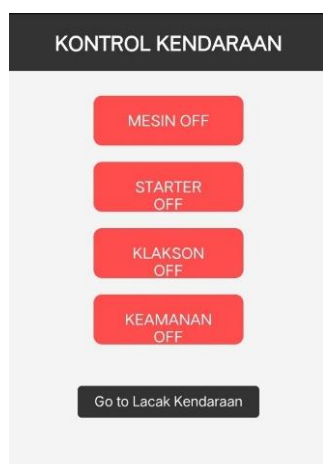 KONTROL KENDARAAN
MESIN OFF
STARTER
OFF
KLAKSON
OFF
KEAMANAN
OFF
Go to Lacak Kendaraan